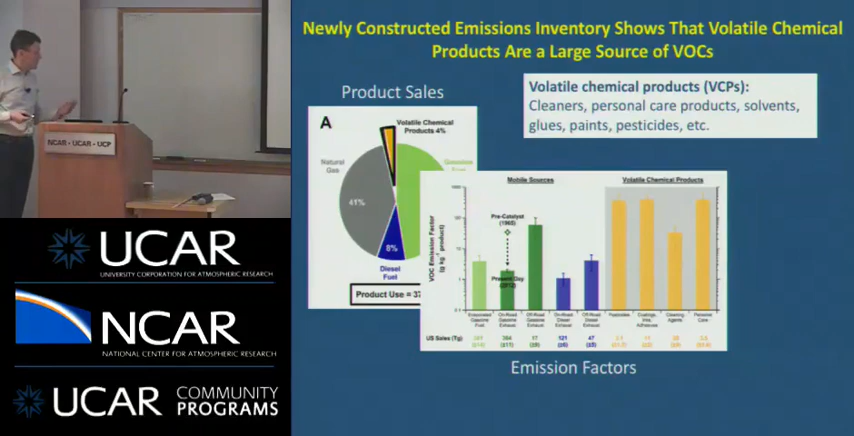 Newly Constructed Emissions Inventory Shows That Volatile Chemical
Products Are a Large Source of VOCs
Product Sales
Volatile chemical products (VCPs):
Cleaners, personal care products, solvents,
glues, paints, pesticides, etc.
A
Volatile Chemical
Products 4%
Natural
Gas
41%
8%
Diesel
Fuel
Product Use = 37
Mobile Sources
Volatile Chemical Products
VOC Emission Factor
(g kg⁻¹ product)
Pre-Catalyst
Present Day
Evaporated
Gasoline
Fuel
On-Road
Gasoline
Exhaust
Off-Road
Gasoline
Exhaust
On-Road
Diesel
Exhaust
Off-Road
Diesel
Exhaust
Pesticides
Coatings
Inks
Adhesives
Cleaning
Agents
Personal
Care
US Sales (Tg)
121
47
Emission Factors
NCAR - UCAR - UCP
UCAR
UNIVERSITY CORPORATION FOR ATMOSPHERIC RESEARCH
NCAR
NATIONAL CENTER FOR ATMOSPHERIC RESEARCH
UCAR
COMMUNITY
PROGRAMS